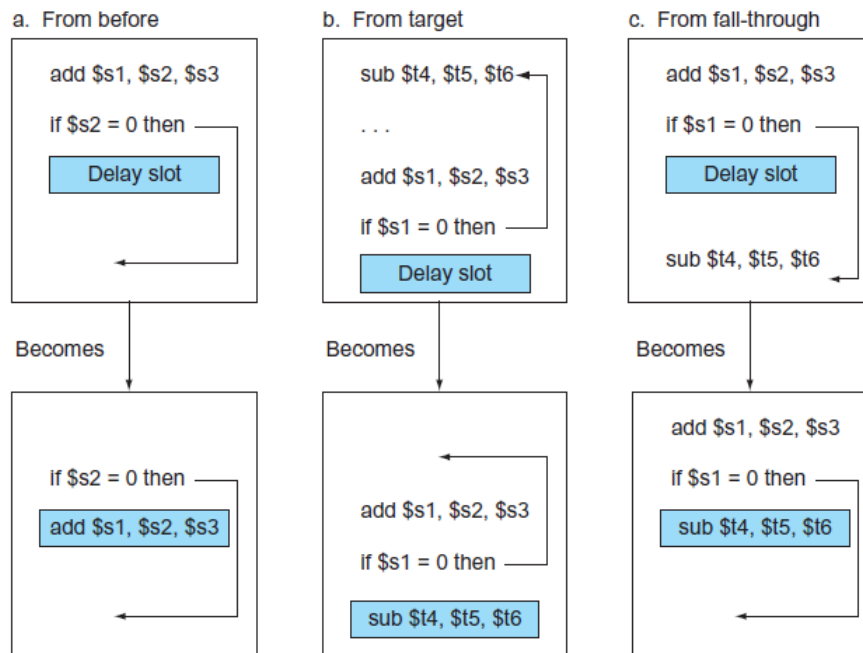 a. From before
add $s1, $s2, $s3
if $s2 = 0 then
Delay slot
Becomes
if $s2 = 0 then
add $s1, $s2, $s3
b. From target
sub $t4, $t5, $t6
. . .
add $s1, $s2, $s3
if $s1 = 0 then
Delay slot
Becomes
add $s1, $s2, $s3
if $s1 = 0 then
sub $t4, $t5, $t6
c. From fall-through
add $s1, $s2, $s3
if $s1 = 0 then
Delay slot
sub $t4, $t5, $t6
Becomes
add $s1, $s2, $s3
if $s1 = 0 then
sub $t4, $t5, $t6